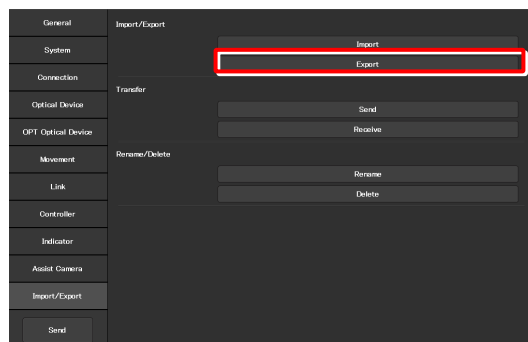 General
System
Connection
Optical Device
OPT Optical Device
Movement
Link
Controller
Indicator
Assist Camera
Import/Export
Send
Import/Export
Import
Export
Transfer
Send
Receive
Rename/Delete
Rename
Delete